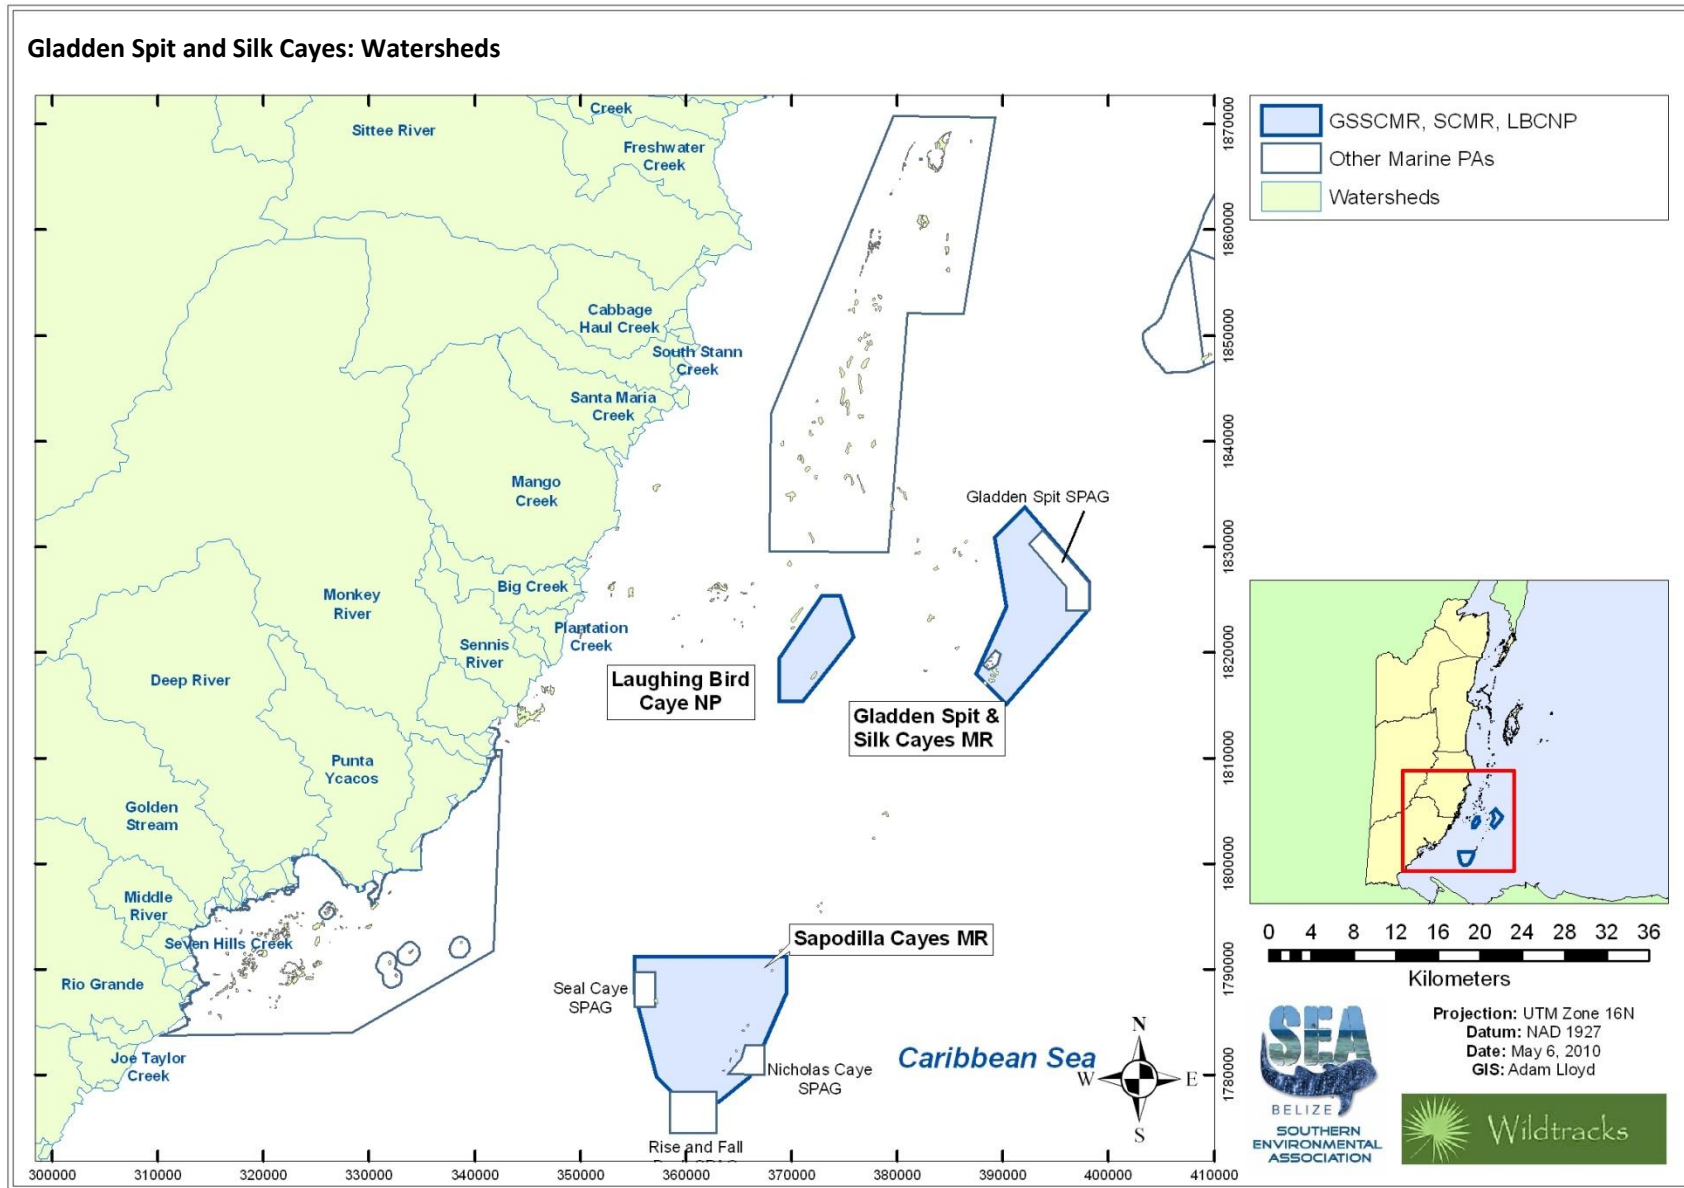 Gladden Spit and Silk Cayes: Watersheds
Creek
Sittee River
Freshwater
Creek
Cabbage
Haul Creek
South Stann
Creek
Santa Maria
Creek
Mango
Creek
Gladden Spit SPAG
Big Creek
Monkey
River
Plantation
Creek
Sennis
River
Deep River
Laughing Bird
Caye NP
Gladden Spit &
Silk Cayes MR
Punta
Ycacos
Golden
Stream
Middle
River
Seven Hills Creek
Sapodilla Cayes MR
Rio Grande
Seal Caye
SPAG
Joe Taylor
Creek
Caribbean Sea
Nicholas Caye
SPAG
Rise and Fall
N
W
E
S
300000
310000
320000
330000
340000
350000
360000
370000
380000
390000
400000
410000
1870000
1860000
1850000
1840000
1830000
1820000
1810000
1800000
1790000
1780000
GSSCMR, SCMR, LBCNP
Other Marine PAs
Watersheds
0 4 8 12 16 20 24 28 32 36
Kilometers
Projection: UTM Zone 16N
Datum: NAD 1927
Date: May 6, 2010
GIS: Adam Lloyd
SEA
BELIZE
SOUTHERN
ENVIRONMENTAL
ASSOCIATION
Wildtracks